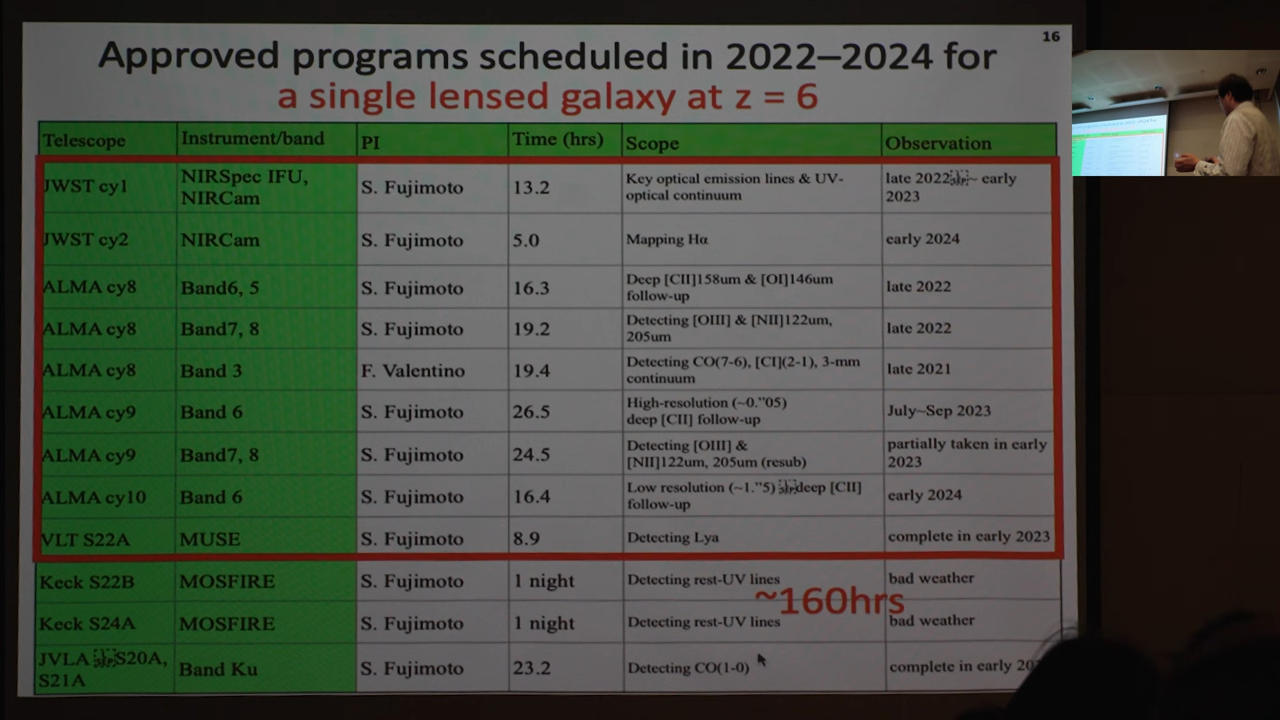 16
Approved programs scheduled in 2022–2024 for
a single lensed galaxy at z = 6
Telescope Instrument/band PI Time (hrs) Scope Observation
JWST cy1 NIRSpec IFU, NIRCam S. Fujimoto 13.2 Key optical emission lines & UV-optical continuum late 2022 ~ early 2023
JWST cy2 NIRCam S. Fujimoto 5.0 Mapping Hα early 2024
ALMA cy8 Band6, 5 S. Fujimoto 16.3 Deep [CII]158um & [OI]146um follow-up late 2022
ALMA cy8 Band7, 8 S. Fujimoto 19.2 Detecting [OIII] & [NII]122um, 205um late 2022
ALMA cy8 Band 3 F. Valentino 19.4 Detecting CO(7-6), [CI](2-1), 3-mm continuum late 2021
ALMA cy9 Band 6 S. Fujimoto 26.5 High-resolution (~0."05) deep [CII] follow-up July~Sep 2023
ALMA cy9 Band7, 8 S. Fujimoto 24.5 Detecting [OIII] & [NII]122um, 205um (resub) partially taken in early 2023
ALMA cy10 Band 6 S. Fujimoto 16.4 Low resolution (~1."5) deep [CII] follow-up early 2024
VLT S22A MUSE S. Fujimoto 8.9 Detecting Lya complete in early 2023
Keck S22B MOSFIRE S. Fujimoto 1 night Detecting rest-UV lines bad weather
~160hrs
Keck S24A MOSFIRE S. Fujimoto 1 night Detecting rest-UV lines bad weather
JVLA S20A, S21A Band Ku S. Fujimoto 23.2 Detecting CO(1-0) complete in early